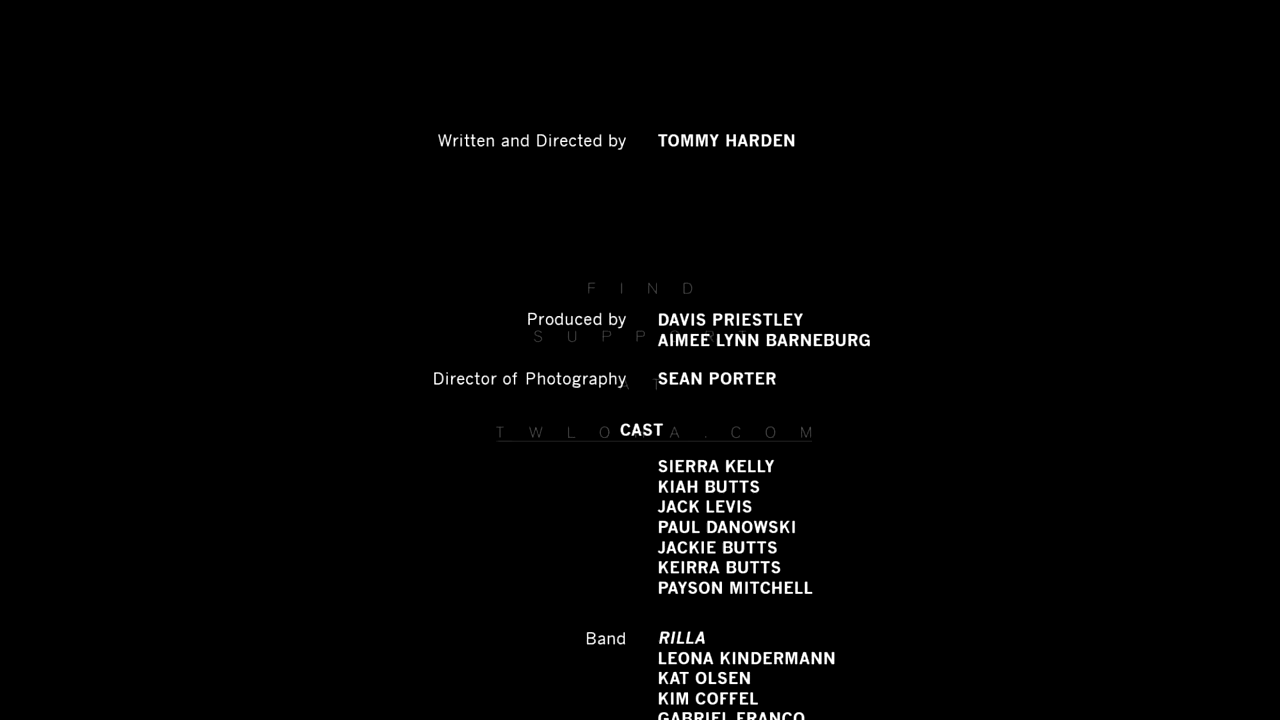 Written and Directed by TOMMY HARDEN
F I N D
Produced by DAVIS PRIESTLEY
S U P P O R T
AIMEE LYNN BARNEBURG
Director of Photography SEAN PORTER
A T
CAST
T W L O H A . C O M
SIERRA KELLY
KIAH BUTTS
JACK LEVIS
PAUL DANOWSKI
JACKIE BUTTS
KEIRRA BUTTS
PAYSON MITCHELL
Band RILLA
LEONA KINDERMANN
KAT OLSEN
KIM COFFEL
GABRIEL FRANCO